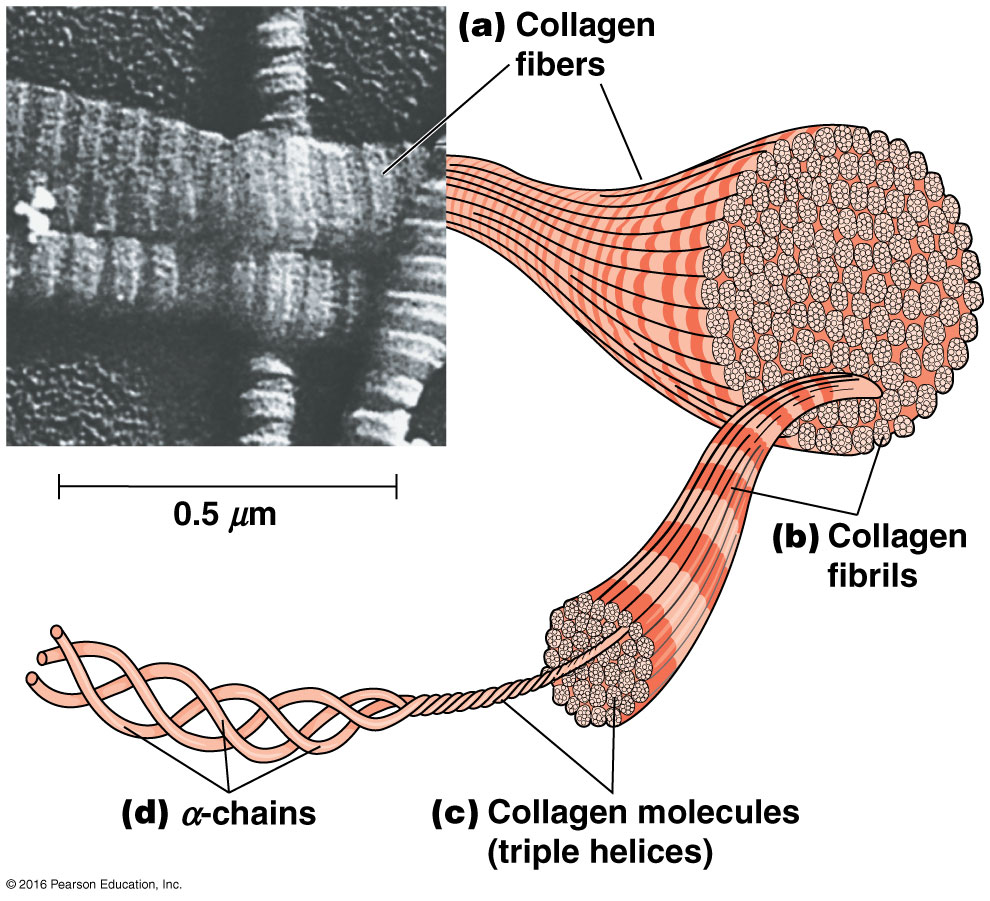 (a) Collagen
fibers
0.5 μm
(b) Collagen
fibrils
(d) α-chains
(c) Collagen molecules
(triple helices)
© 2016 Pearson Education, Inc.